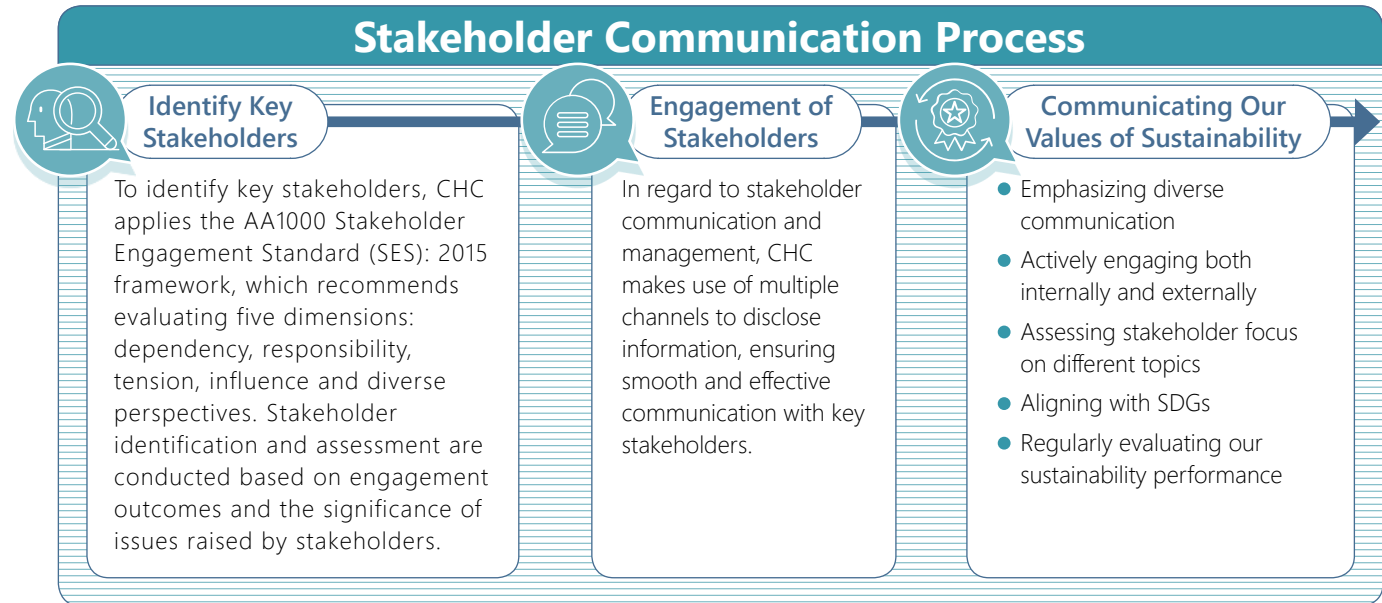 Stakeholder Communication Process
Identify Key
Stakeholders
To identify key stakeholders, CHC
applies the AA1000 Stakeholder
Engagement Standard (SES): 2015
framework, which recommends
evaluating five dimensions:
dependency, responsibility,
tension, influence and diverse
perspectives. Stakeholder
identification and assessment are
conducted based on engagement
outcomes and the significance of
issues raised by stakeholders.
Engagement of
Stakeholders
In regard to stakeholder
communication and
management, CHC
makes use of multiple
channels to disclose
information, ensuring
smooth and effective
communication with key
stakeholders.
Communicating Our
Values of Sustainability
● Emphasizing diverse
communication
● Actively engaging both
internally and externally
● Assessing stakeholder focus
on different topics
● Aligning with SDGs
● Regularly evaluating our
sustainability performance